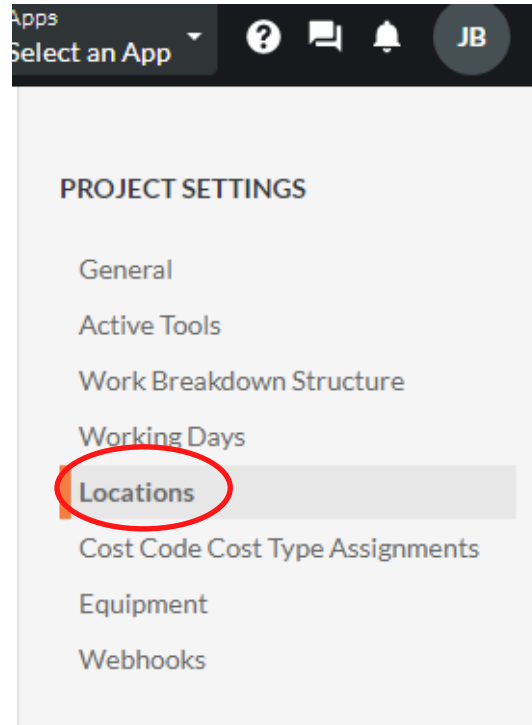 Apps
Select an App
JB
PROJECT SETTINGS
General
Active Tools
Work Breakdown Structure
Working Days
Locations
Cost Code Cost Type Assignments
Equipment
Webhooks